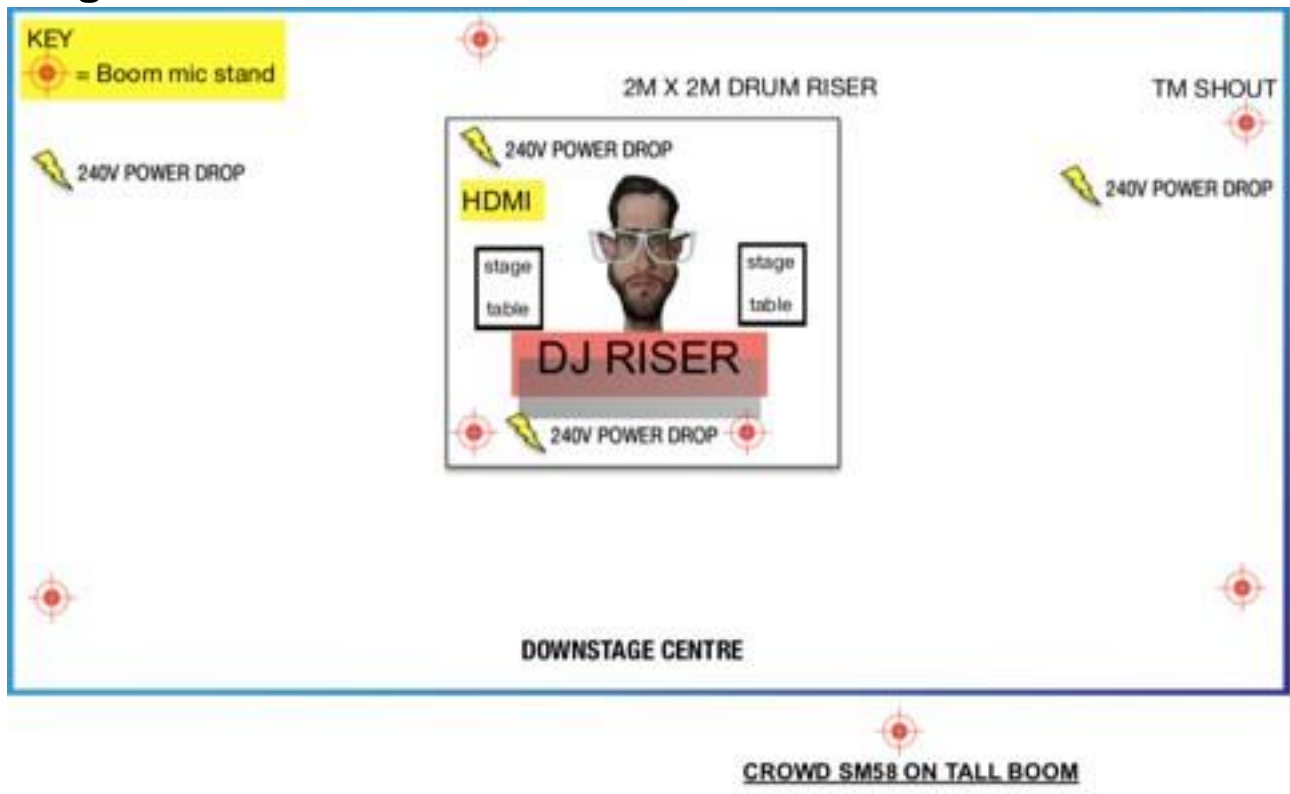 KEY
= Boom mic stand
2M X 2M DRUM RISER
TM SHOUT
240V POWER DROP
240V POWER DROP
240V POWER DROP
HDMI
stage
table
stage
table
DJ RISER
240V POWER DROP
DOWNSTAGE CENTRE
CROWD SM58 ON TALL BOOM